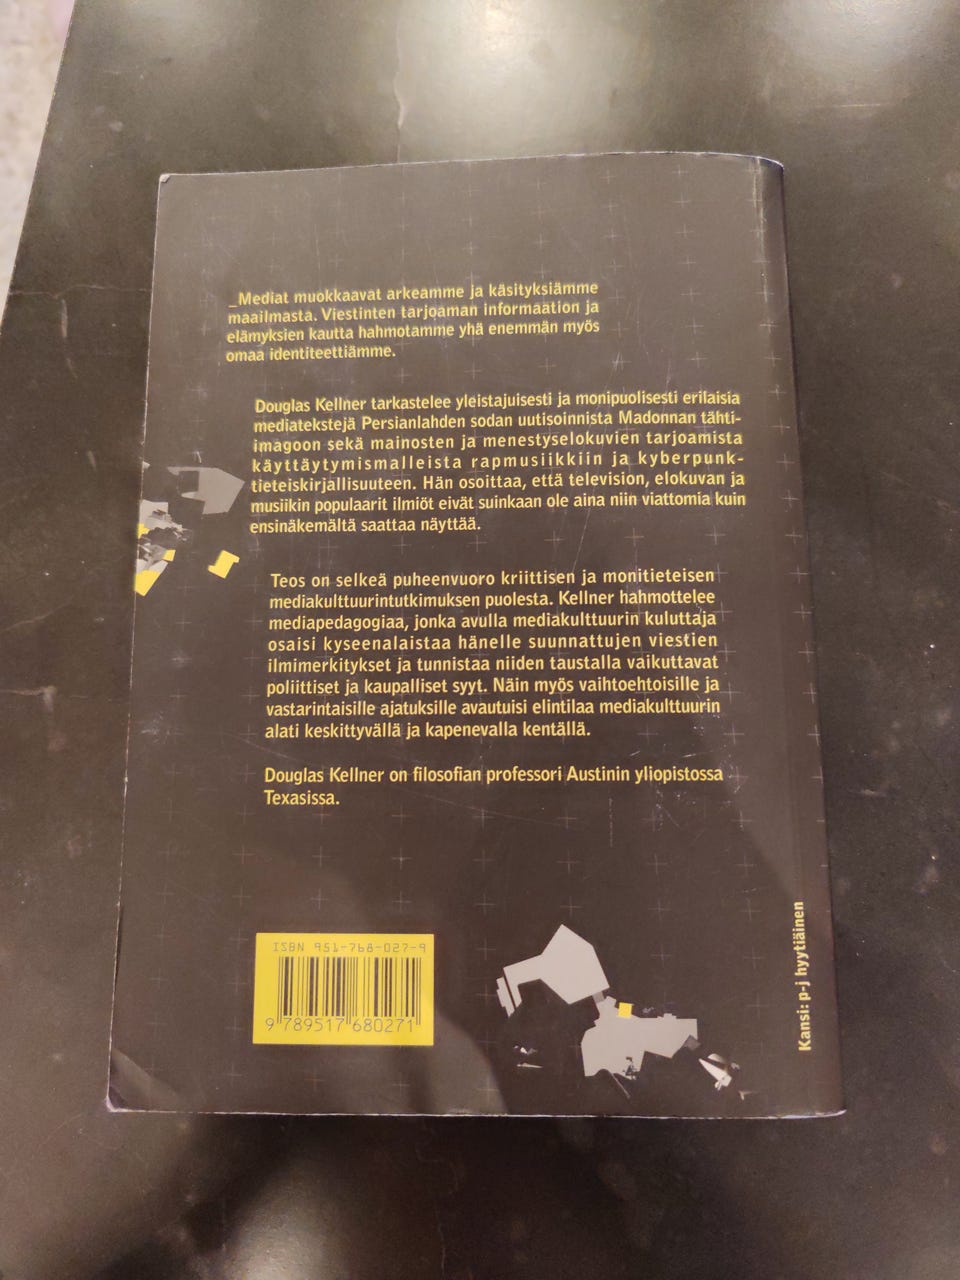 _Mediat muokkaavat arkeamme ja käsityksiämme
maailmasta. Viestinten tarjoaman informaation ja
elämyksien kautta hahmotamme yhä enemmän myös
omaa identiteettiämme.
Douglas Kellner tarkastelee yleistajuisesti ja monipuolisesti erilaisia
mediatekstejä Persianlahden sodan uutisoinnista Madonnan tähti-
imagoon sekä mainosten ja menestyselokuvien tarjoamista
käyttäytymismalleista rapmusiikkiin ja kyberpunk-
tieteiskirjallisuuteen. Hän osoittaa, että television, elokuvan ja
musiikin populaarit ilmiöt eivät suinkaan ole aina niin viattomia kuin
ensinäkemältä saattaa näyttää.
Teos on selkeä puheenvuoro kriittisen ja monitieteisen
mediakulttuurintutkimuksen puolesta. Kellner hahmottelee
mediapedagogiaa, jonka avulla mediakulttuurin kuluttaja
osaisi kyseenalaistaa hänelle suunnattujen viestien
ilmimerkitykset ja tunnistaa niiden taustalla vaikuttavat
poliittiset ja kaupalliset syyt. Näin myös vaihtoehtoisille ja
vastarintaisille ajatuksille avautuisi elintilaa mediakulttuurin
alati keskittyvällä ja kapenevalla kentällä.
Douglas Kellner on filosofian professori Austinin yliopistossa
Texasissa.
ISBN 951-768-027-9
9 789517 680271
Kansi: p-j hyytiäinen